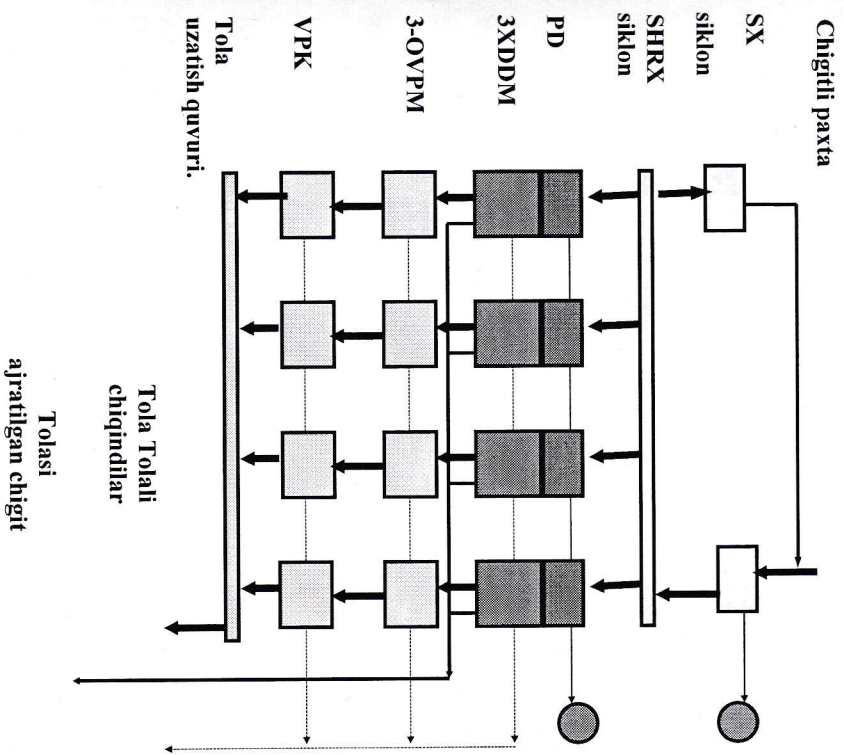 Chigitli paxta
SX
siklon
SHRX
siklon
PD
3XDDM
3-OVPM
VPK
Tola
uzatish quvuri.
Tola Tolali
chiqindilar
Tolasi
ajratilgan chigit